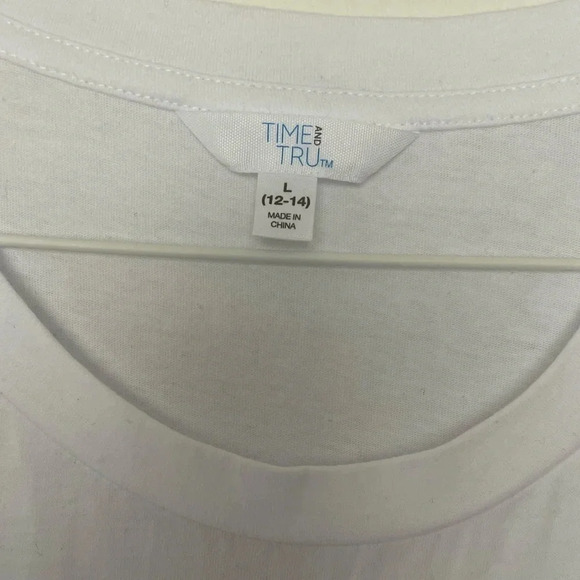 TIME AND
TRU™
L
(12-14)
MADE IN
CHINA